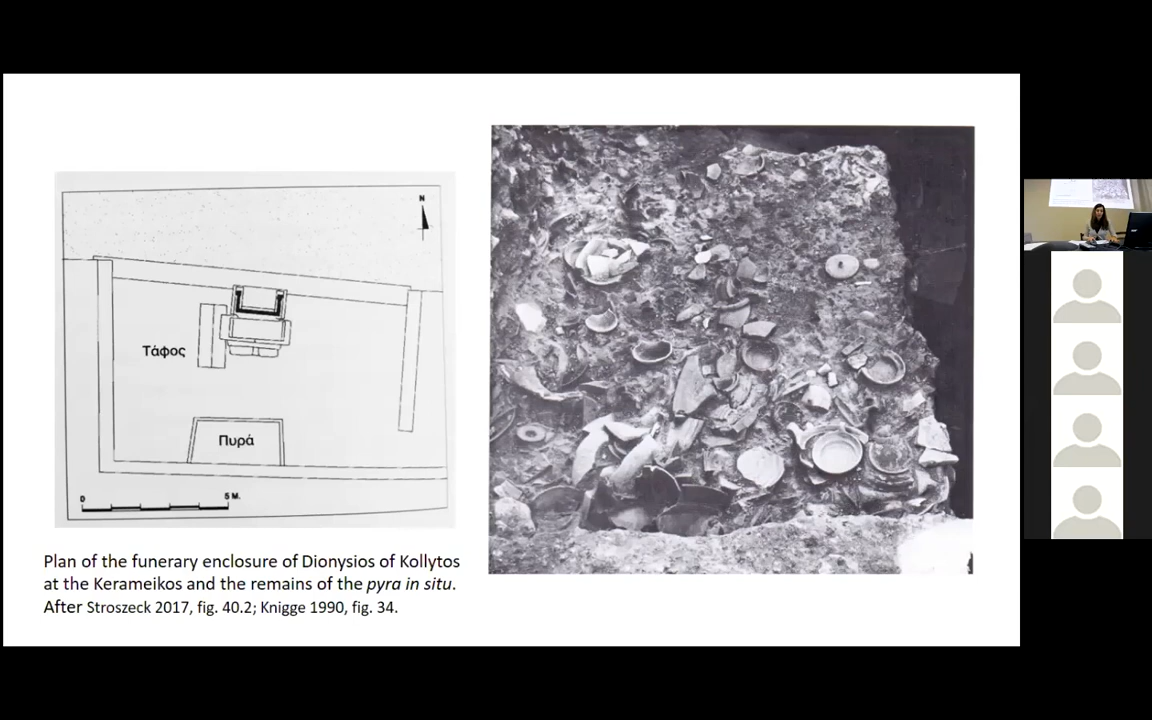 N
Τάφος
Πυρά
0
5 M.
Plan of the funerary enclosure of Dionysios of Kollytos
at the Kerameikos and the remains of the pyra in situ.
After Stroszeck 2017, fig. 40.2; Knigge 1990, fig. 34.